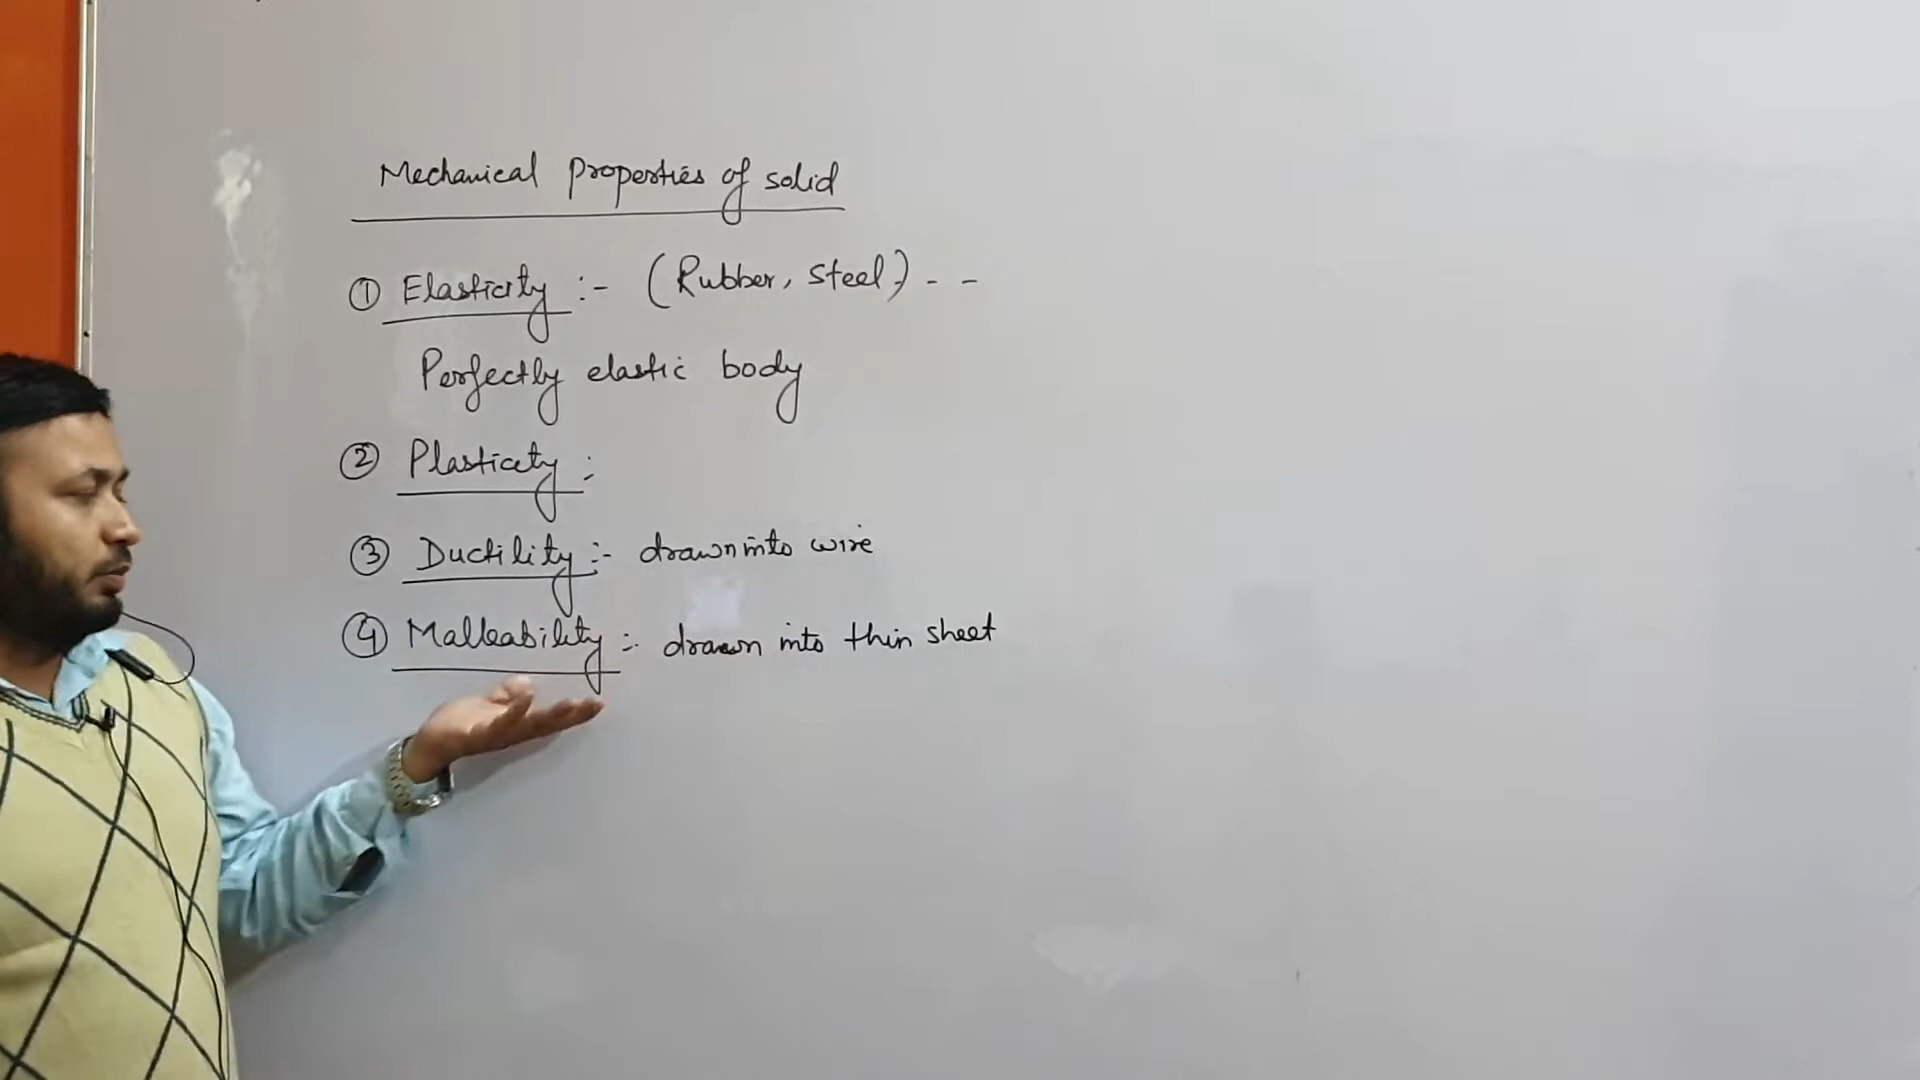 Mechanical Properties of solid
① Elasticity :- (Rubber, Steel) - -
Perfectly elastic body
② Plasticity :-
③ Ductility :- drawn into wire
④ Malleability :- drawn into thin sheet